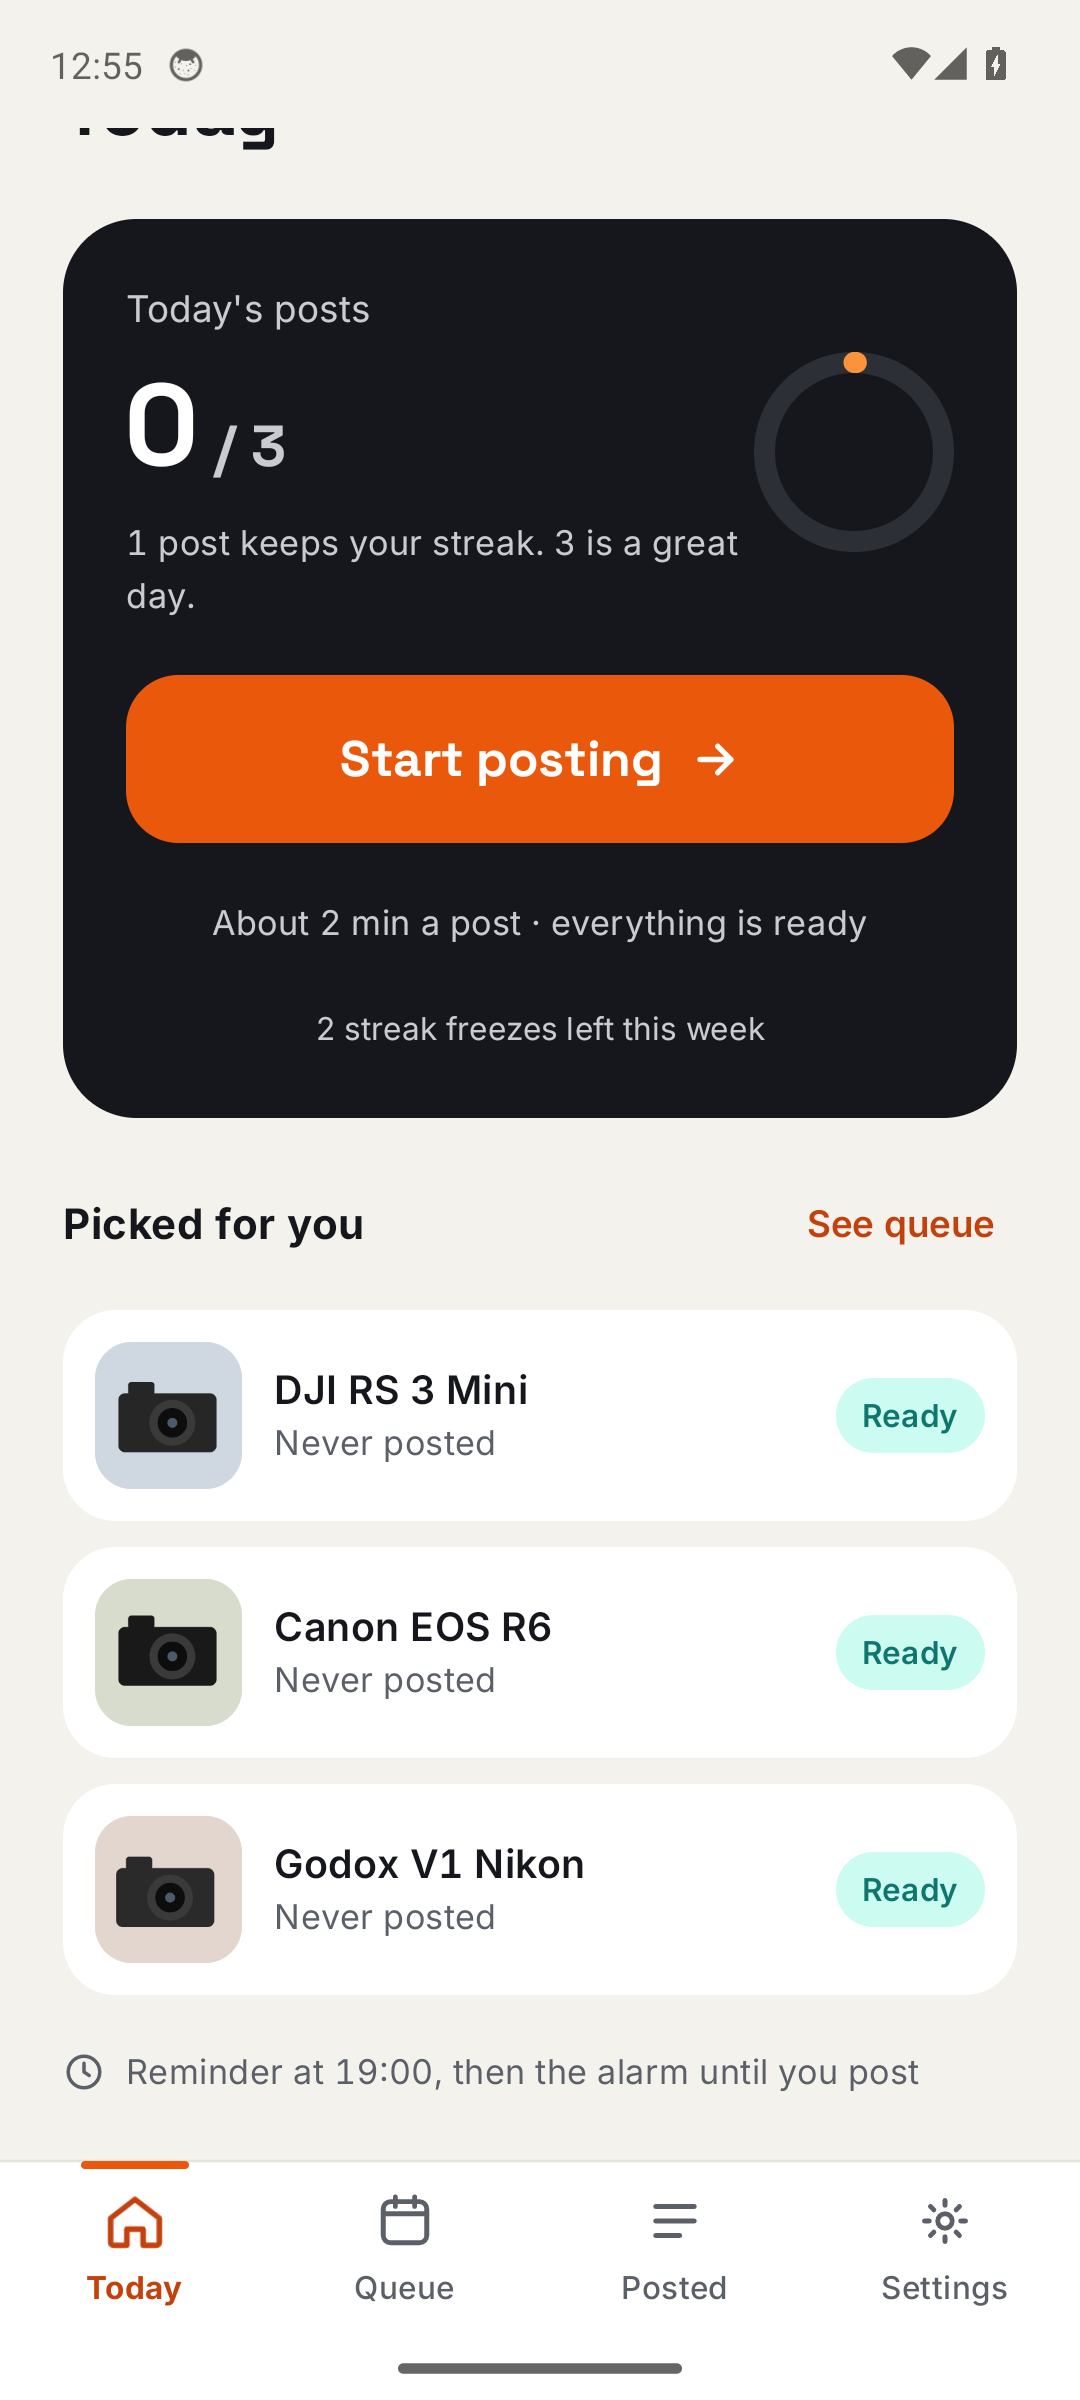 12:55
Today
Today's posts
0 / 3
1 post keeps your streak. 3 is a great
day.
Start posting →
About 2 min a post · everything is ready
2 streak freezes left this week
Picked for you
See queue
DJI RS 3 Mini
Never posted
Ready
Canon EOS R6
Never posted
Ready
Godox V1 Nikon
Never posted
Ready
Reminder at 19:00, then the alarm until you post
Today
Queue
Posted
Settings